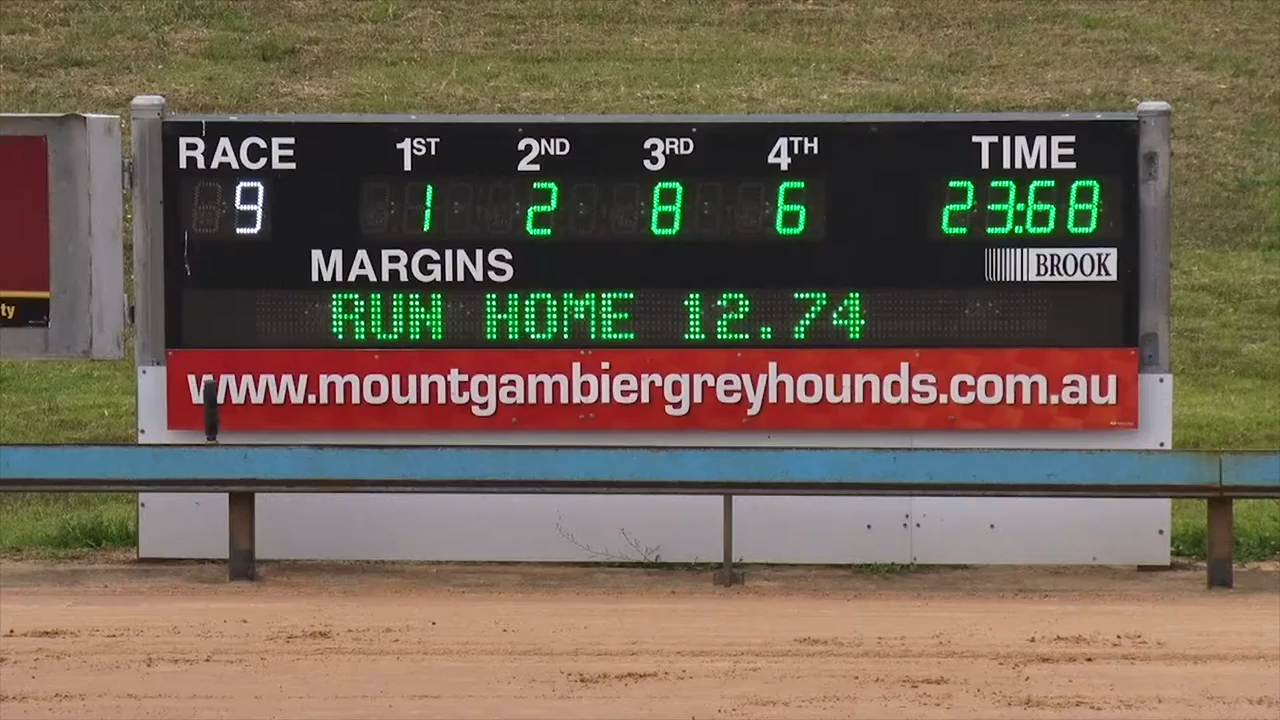 RACE 1ST 2ND 3RD 4TH TIME
9 1 2 8 6 23:68
MARGINS BROOK
RUN HOME 12.74
www.mountgambiergreyhounds.com.au
ty